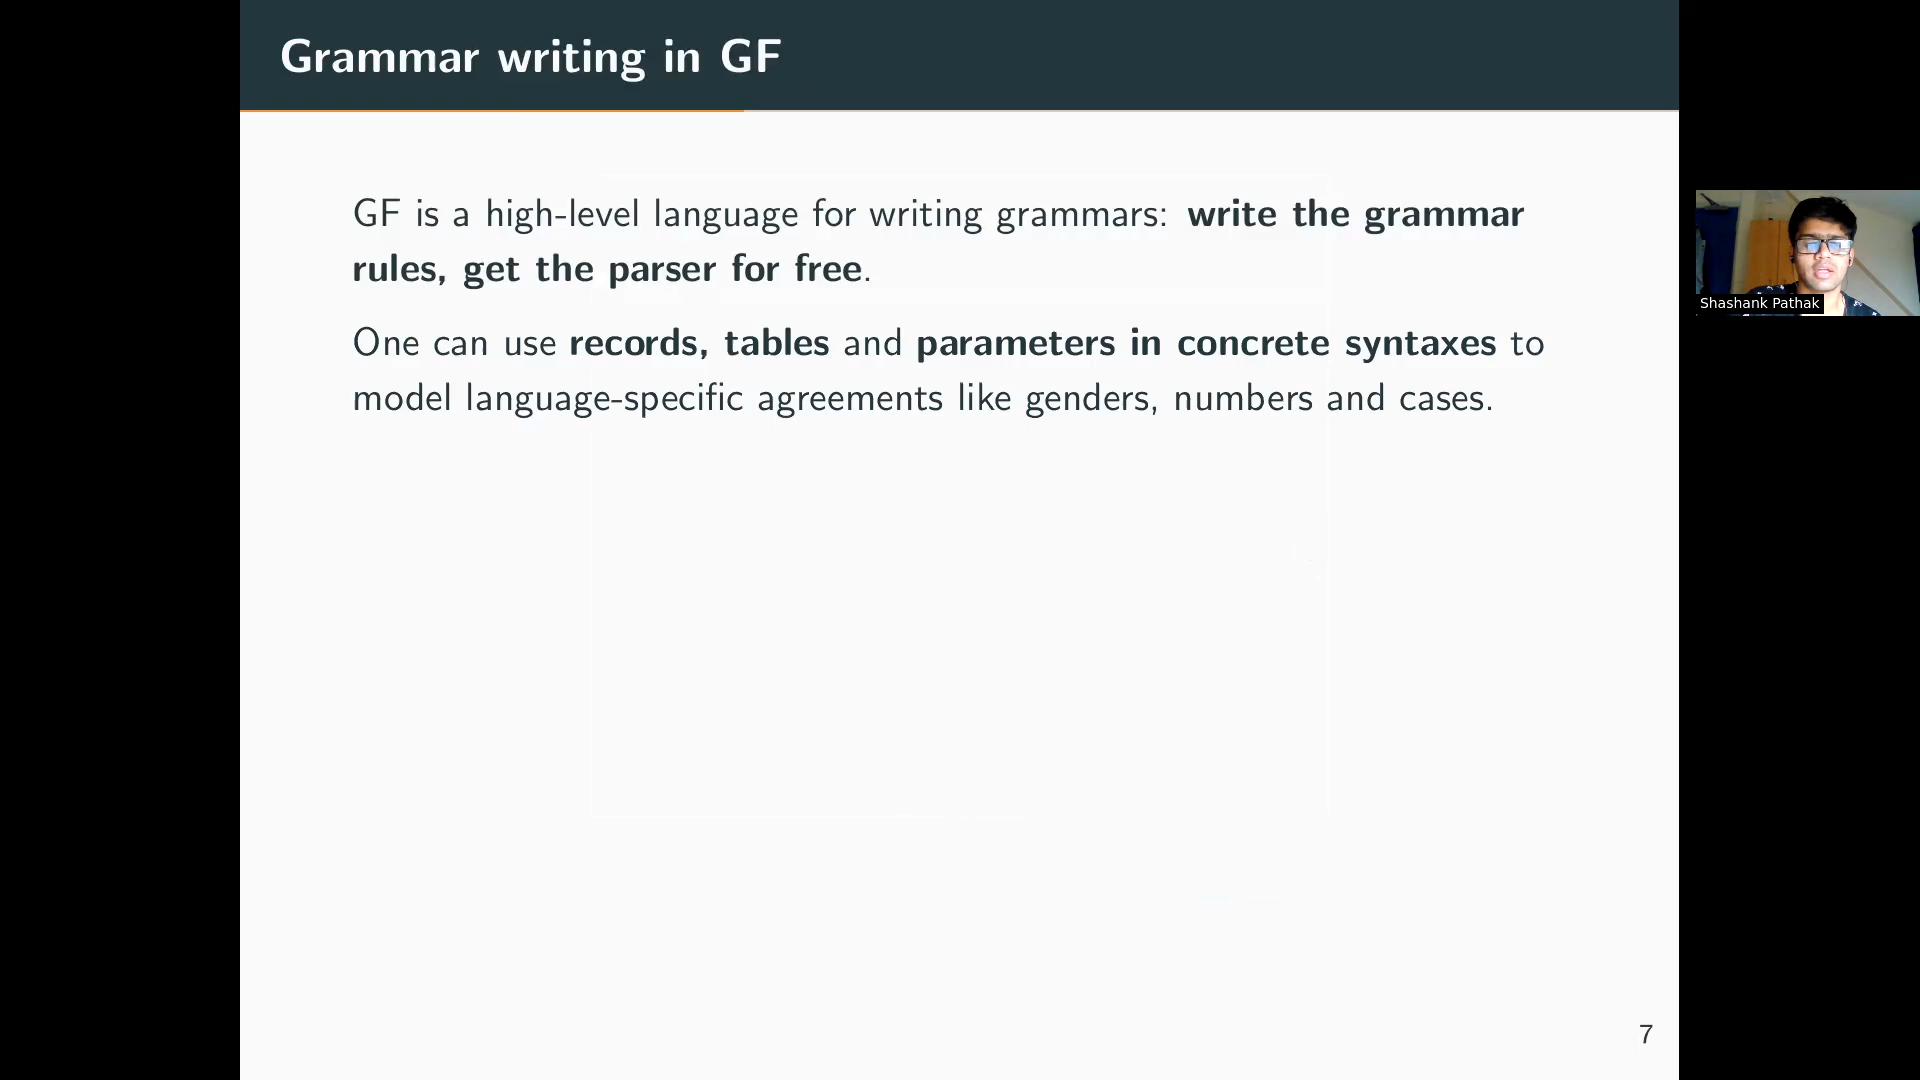 Grammar writing in GF
GF is a high-level language for writing grammars: write the grammar
rules, get the parser for free.
One can use records, tables and parameters in concrete syntaxes to
model language-specific agreements like genders, numbers and cases.
Shashank Pathak
7